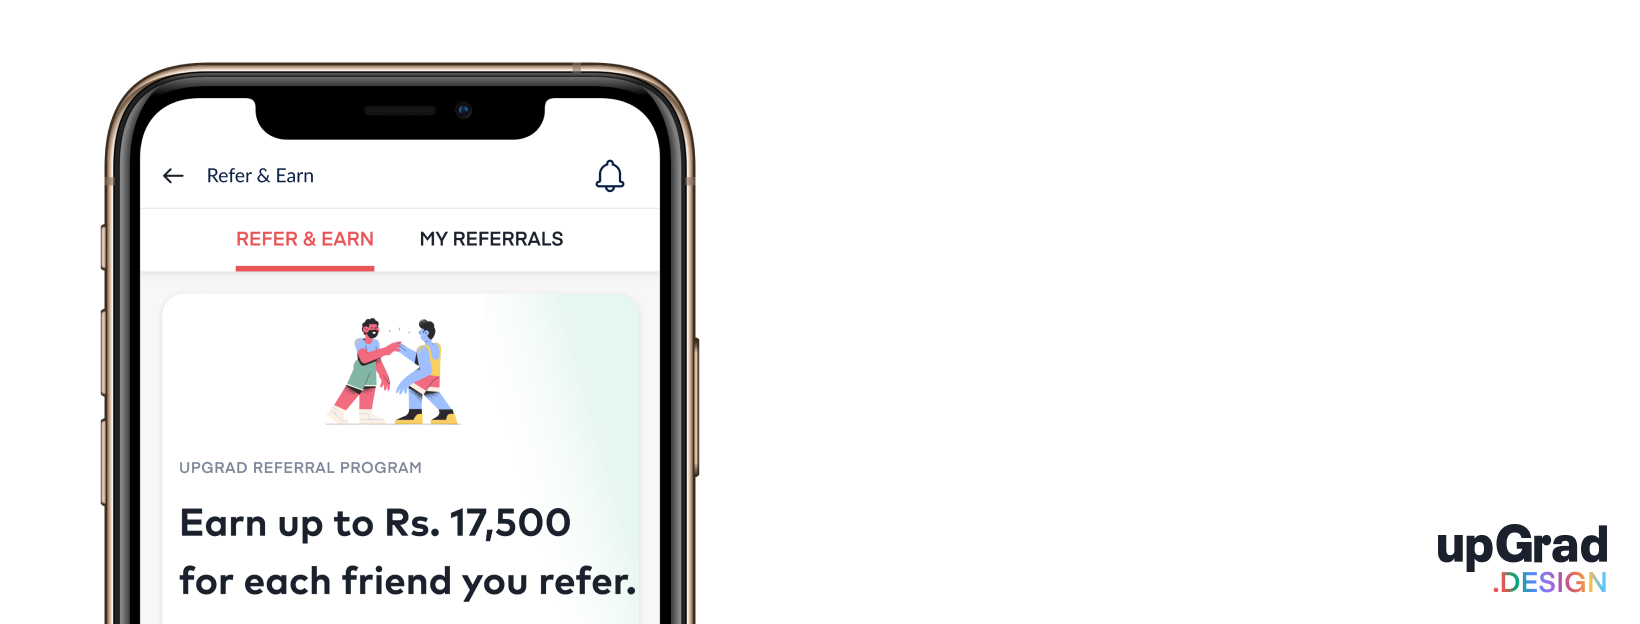 Refer & Earn
REFER & EARN
MY REFERRALS
UPGRAD REFERRAL PROGRAM
Earn up to Rs. 17,500
for each friend you refer.
upGrad
.DESIGN